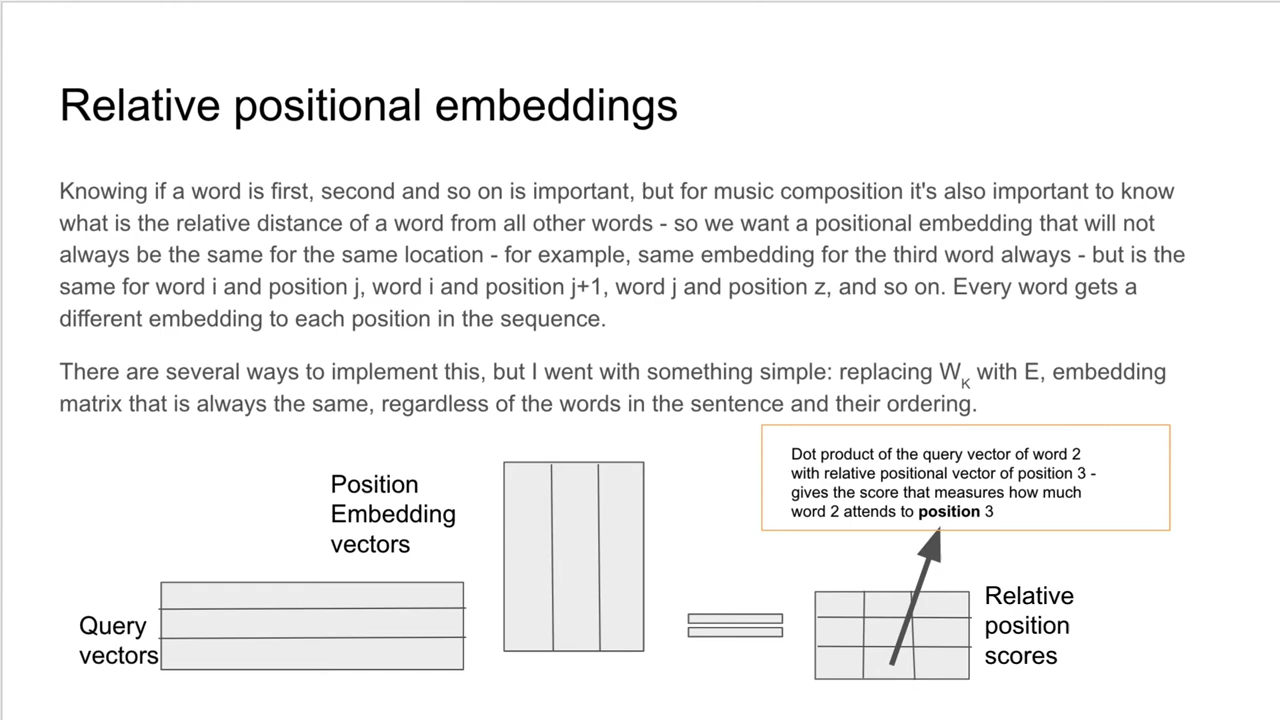 Relative positional embeddings
Knowing if a word is first, second and so on is important, but for music composition it's also important to know
what is the relative distance of a word from all other words - so we want a positional embedding that will not
always be the same for the same location - for example, same embedding for the third word always - but is the
same for word i and position j, word i and position j+1, word j and position z, and so on. Every word gets a
different embedding to each position in the sequence.
There are several ways to implement this, but I went with something simple: replacing W_K with E, embedding
matrix that is always the same, regardless of the words in the sentence and their ordering.
Dot product of the query vector of word 2
with relative positional vector of position 3 -
gives the score that measures how much
word 2 attends to position 3
Position
Embedding
vectors
Query
vectors
Relative
position
scores